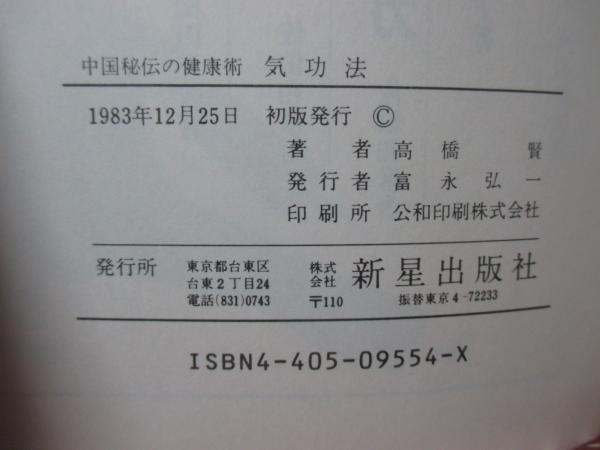 中国秘伝の健康術 気功法
1983年12月25日 初版発行 ©
著者 高橋賢
発行者 富永弘一
印刷所 公和印刷株式会社
発行所 東京都台東区 台東2丁目24 電話(831)0743
株式会社 新星出版社
〒110 振替東京4-72233
ISBN4-405-09554-X